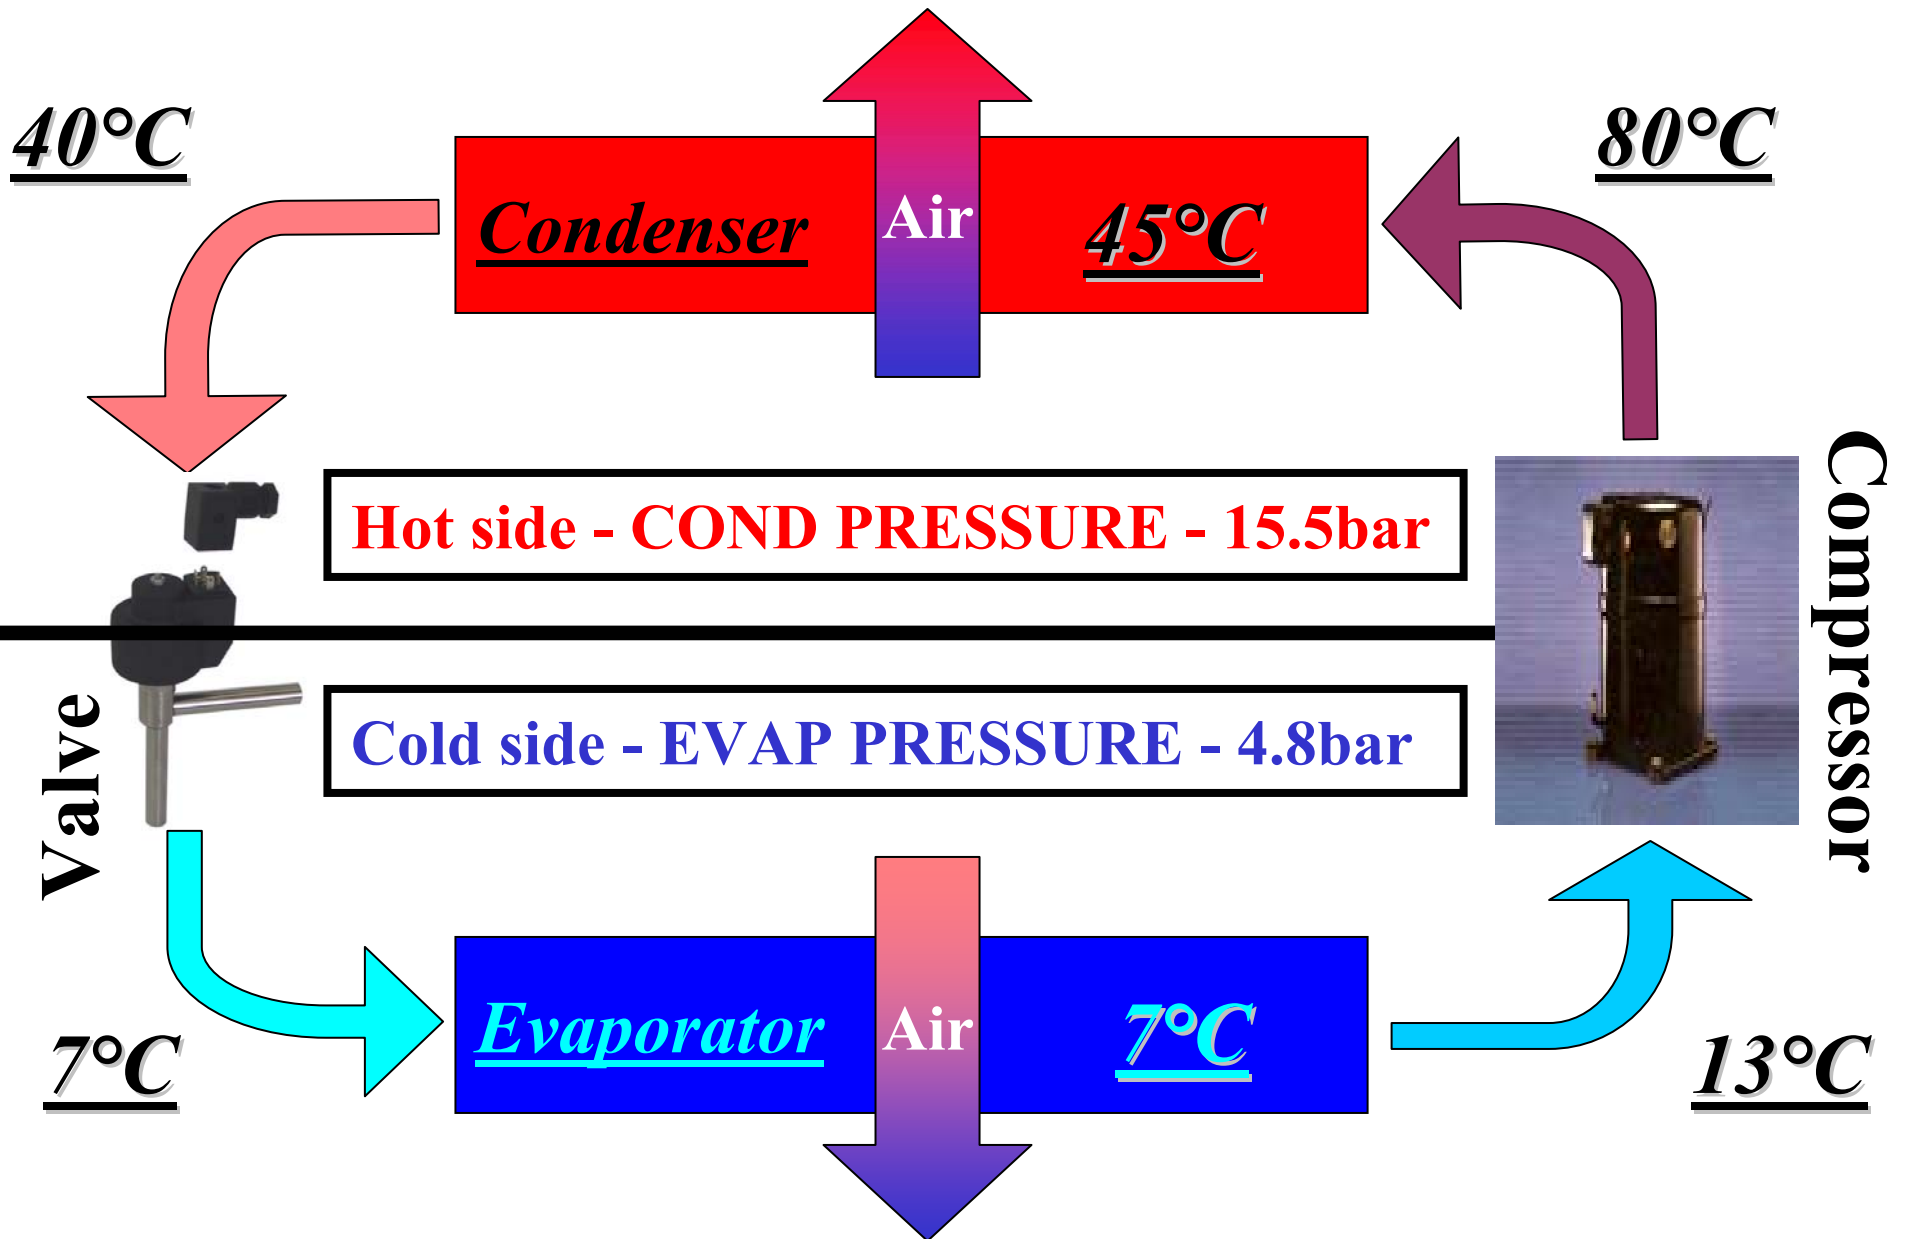 40°C
80°C
Condenser
Air
45°C
Hot side - COND PRESSURE - 15.5bar
Compressor
Valve
Cold side - EVAP PRESSURE - 4.8bar
Evaporator
Air
7°C
7°C
13°C